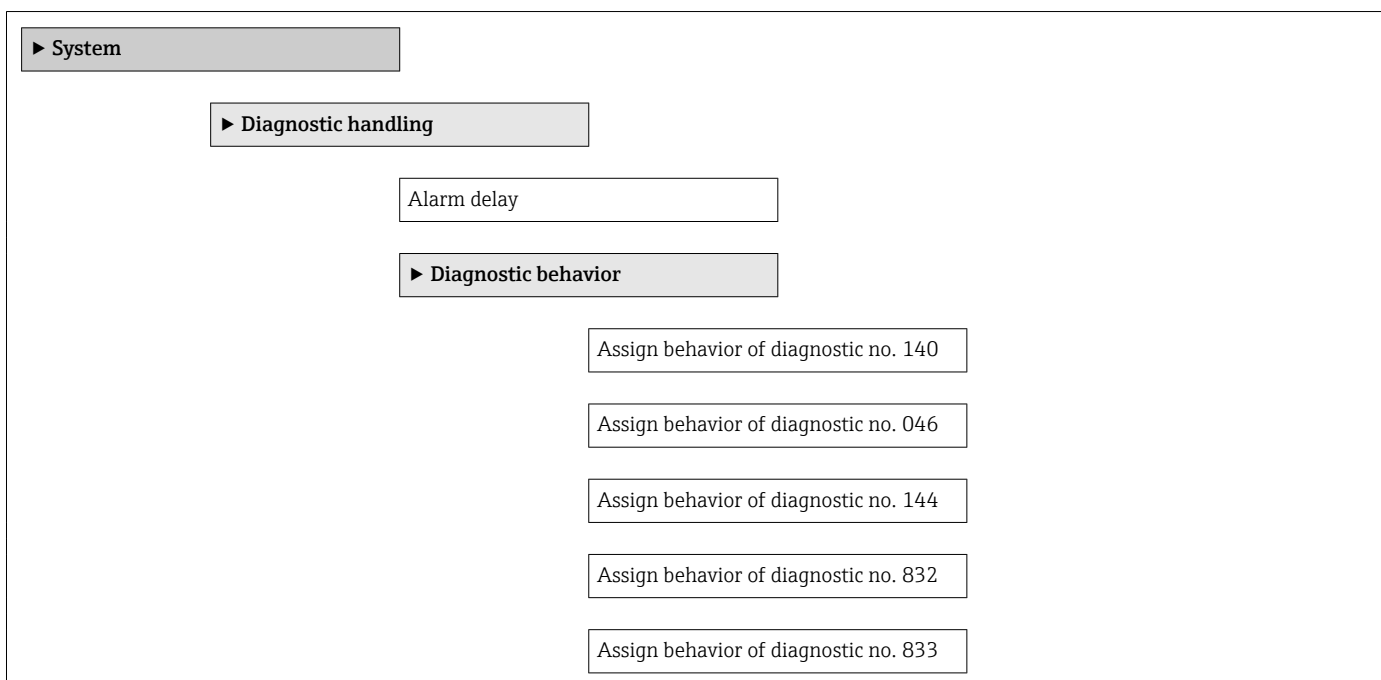 ▶ System
▶ Diagnostic handling
Alarm delay
▶ Diagnostic behavior
Assign behavior of diagnostic no. 140
Assign behavior of diagnostic no. 046
Assign behavior of diagnostic no. 144
Assign behavior of diagnostic no. 832
Assign behavior of diagnostic no. 833